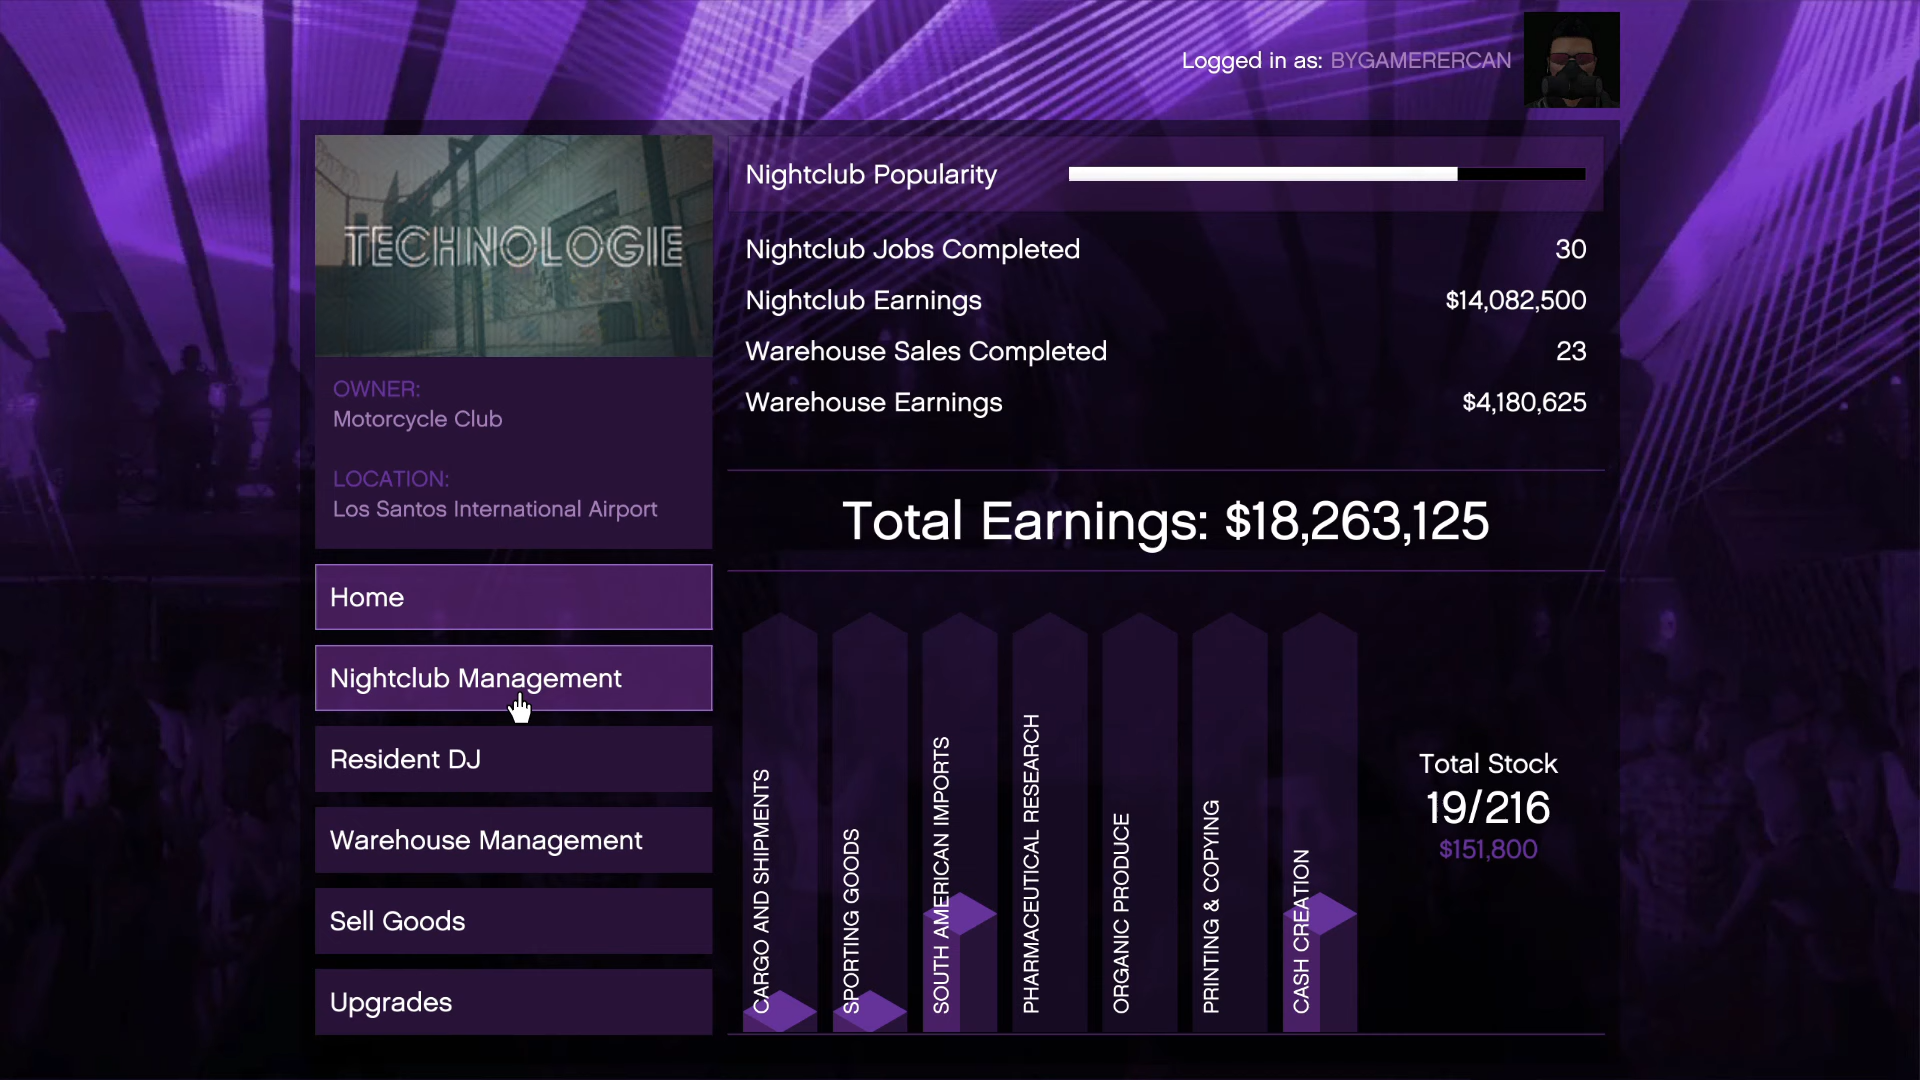 Logged in as: BYGAMERERCAN
TECHNOLOGIE
OWNER:
Motorcycle Club
LOCATION:
Los Santos International Airport
Home
Nightclub Management
Resident DJ
Warehouse Management
Sell Goods
Upgrades
Nightclub Popularity
Nightclub Jobs Completed 30
Nightclub Earnings $14,082,500
Warehouse Sales Completed 23
Warehouse Earnings $4,180,625
Total Earnings: $18,263,125
CARGO AND SHIPMENTS
SPORTING GOODS
SOUTH AMERICAN IMPORTS
PHARMACEUTICAL RESEARCH
ORGANIC PRODUCE
PRINTING & COPYING
CASH CREATION
Total Stock
19/216
$151,800